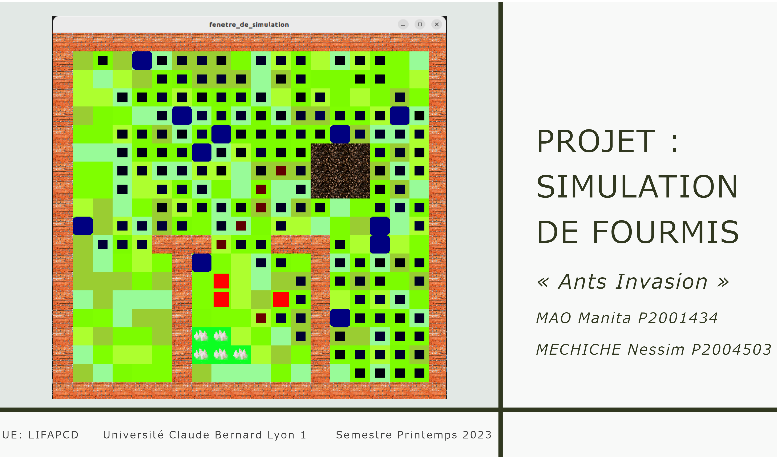 fenetre_de_simulation
PROJET :
SIMULATION
DE FOURMIS
« Ants Invasion »
MAO Manita P2001434
MECHICHE Nessim P2004503
UE: LIFAPCD Université Claude Bernard Lyon 1 Semestre Printemps 2023